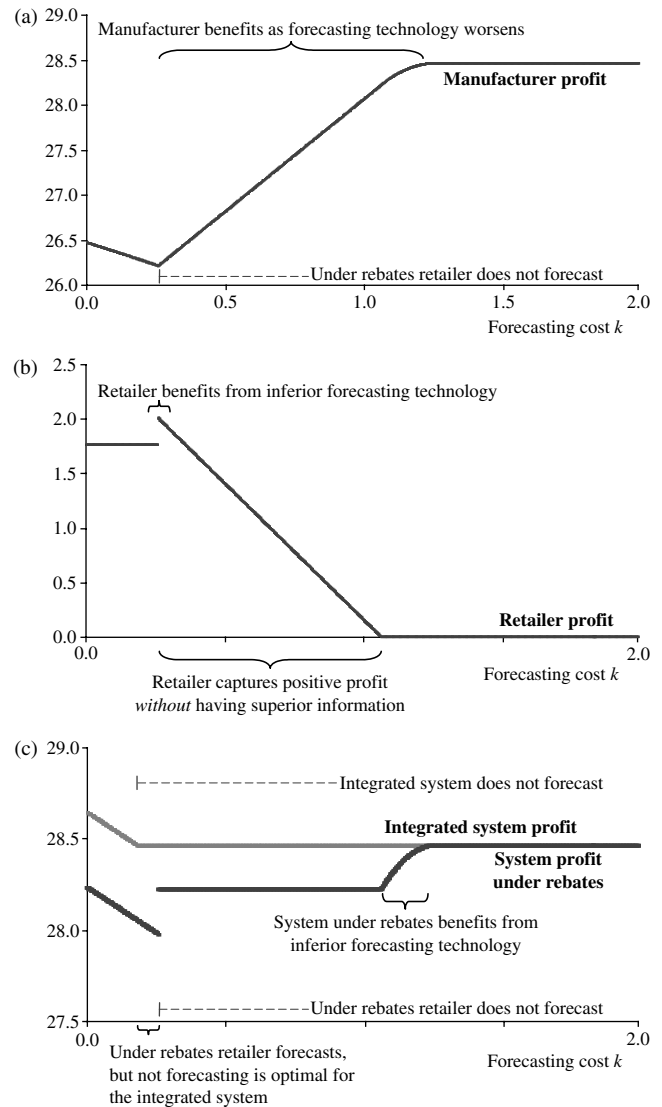 (a)
29.0
Manufacturer benefits as forecasting technology worsens
28.5
Manufacturer profit
28.0
27.5
27.0
26.5
Under rebates retailer does not forecast
26.0
0.0 0.5 1.0 1.5 2.0
Forecasting cost k
(b)
2.5
Retailer benefits from inferior forecasting technology
2.0
1.5
1.0
0.5
Retailer profit
0.0
0.0 2.0
Retailer captures positive profit
without having superior information
Forecasting cost k
(c)
29.0
Integrated system does not forecast
Integrated system profit
28.5
System profit
under rebates
System under rebates benefits from
inferior forecasting technology
28.0
Under rebates retailer does not forecast
27.5
0.0 2.0
Under rebates retailer forecasts,
but not forecasting is optimal for
the integrated system
Forecasting cost k